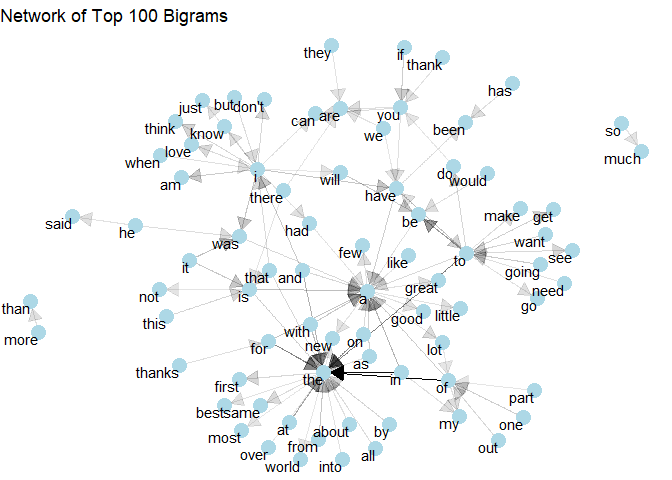 Network of Top 100 Bigrams
they
if
thank
has
just
but
don't
can
are
you
been
so
think
know
we
much
love
when
do
would
am
i
will
there
have
be
make
get
said
he
had
was
want
to
few
see
it
like
going
that
and
great
need
not
is
a
go
than
this
good
little
with
new
on
more
for
lot
as
thanks
the
in
of
first
part
best
same
my
one
at
about
by
most
from
out
over
all
world
into